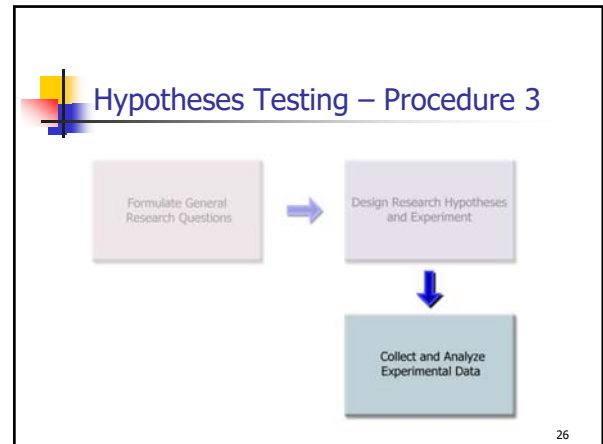 Hypotheses Testing – Procedure 3
Formulate General
Research Questions
Design Research Hypotheses
and Experiment
Collect and Analyze
Experimental Data
26